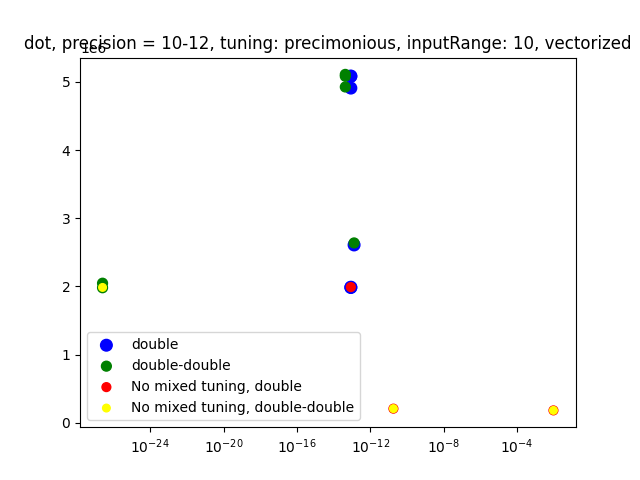 dot, precision = 10-12, tuning: precimonious, inputRange: 10, vectorized
1e6
5
4
3
2
1
0
double
double-double
No mixed tuning, double
No mixed tuning, double-double
10⁻²⁴ 10⁻²⁰ 10⁻¹⁶ 10⁻¹² 10⁻⁸ 10⁻⁴